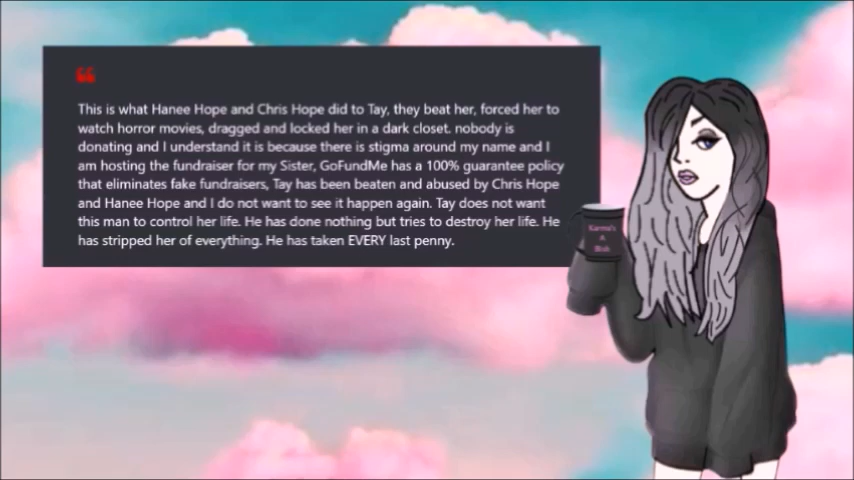 This is what Hanee Hope and Chris Hope did to Tay, they beat her, forced her to
watch horror movies, dragged and locked her in a dark closet. nobody is
donating and I understand it is because there is stigma around my name and I
am hosting the fundraiser for my Sister, GoFundMe has a 100% guarantee policy
that eliminates fake fundraisers, Tay has been beaten and abused by Chris Hope
and Hanee Hope and I do not want to see it happen again. Tay does not want
this man to control her life. He has done nothing but tries to destroy her life. He
has stripped her of everything. He has taken EVERY last penny.
Karma's
A